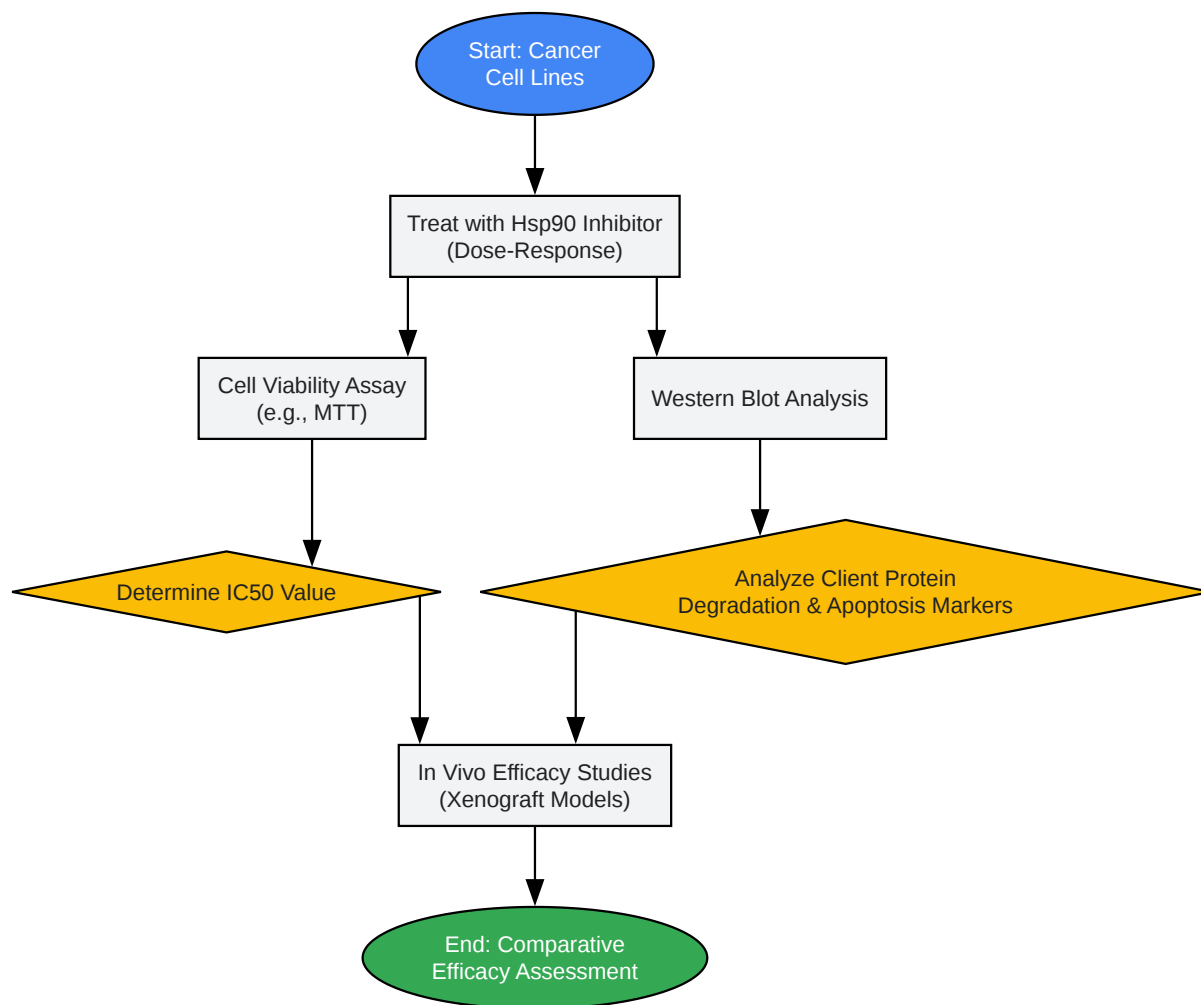 Start: Cancer
Cell Lines
Treat with Hsp90 Inhibitor
(Dose-Response)
Cell Viability Assay
(e.g., MTT)
Western Blot Analysis
Determine IC50 Value
Analyze Client Protein
Degradation & Apoptosis Markers
In Vivo Efficacy Studies
(Xenograft Models)
End: Comparative
Efficacy Assessment